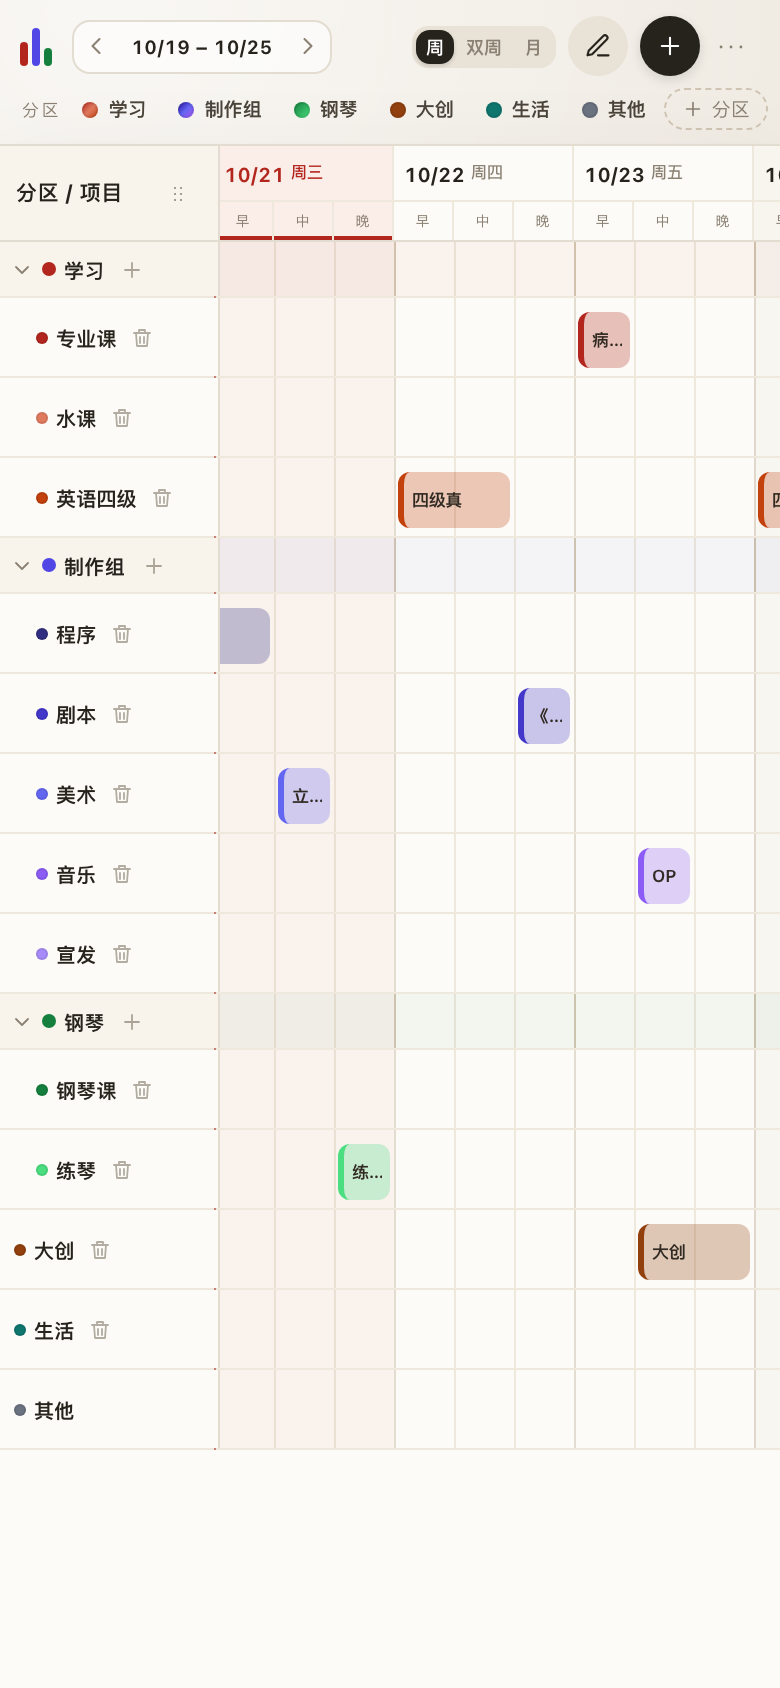 10/19 – 10/25 周 双周 月 ···
分区 学习 制作组 钢琴 大创 生活 其他 + 分区
分区 / 项目 10/21 周三 10/22 周四 10/23 周五
早 中 晚 早 中 晚 早 中 晚
学习
专业课 病...
水课
英语四级 四级真
制作组
程序
剧本 《...
美术 立...
音乐 OP
宣发
钢琴
钢琴课
练琴 练...
大创 大创
生活
其他